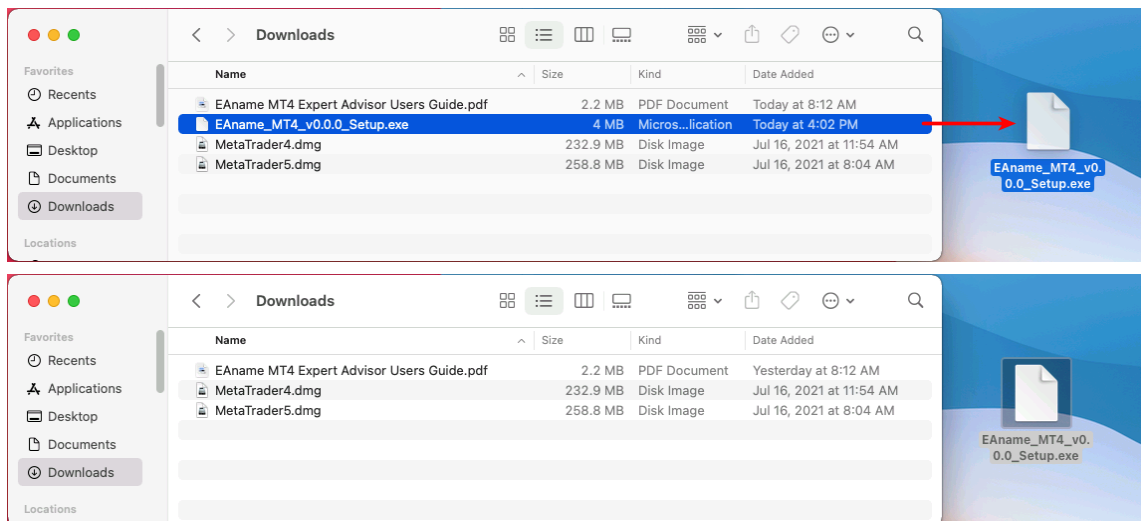 Downloads
Favorites
Recents
Applications
Desktop
Documents
Downloads
Locations
Name Size Kind Date Added
EAname MT4 Expert Advisor Users Guide.pdf 2.2 MB PDF Document Today at 8:12 AM
EAname_MT4_v0.0.0_Setup.exe 4 MB Micros...lication Today at 4:02 PM
MetaTrader4.dmg 232.9 MB Disk Image Jul 16, 2021 at 11:54 AM
MetaTrader5.dmg 258.8 MB Disk Image Jul 16, 2021 at 8:04 AM
EAname_MT4_v0.
0.0_Setup.exe
Downloads
Favorites
Recents
Applications
Desktop
Documents
Downloads
Locations
Name Size Kind Date Added
EAname MT4 Expert Advisor Users Guide.pdf 2.2 MB PDF Document Yesterday at 8:12 AM
MetaTrader4.dmg 232.9 MB Disk Image Jul 16, 2021 at 11:54 AM
MetaTrader5.dmg 258.8 MB Disk Image Jul 16, 2021 at 8:04 AM
EAname_MT4_v0.
0.0_Setup.exe